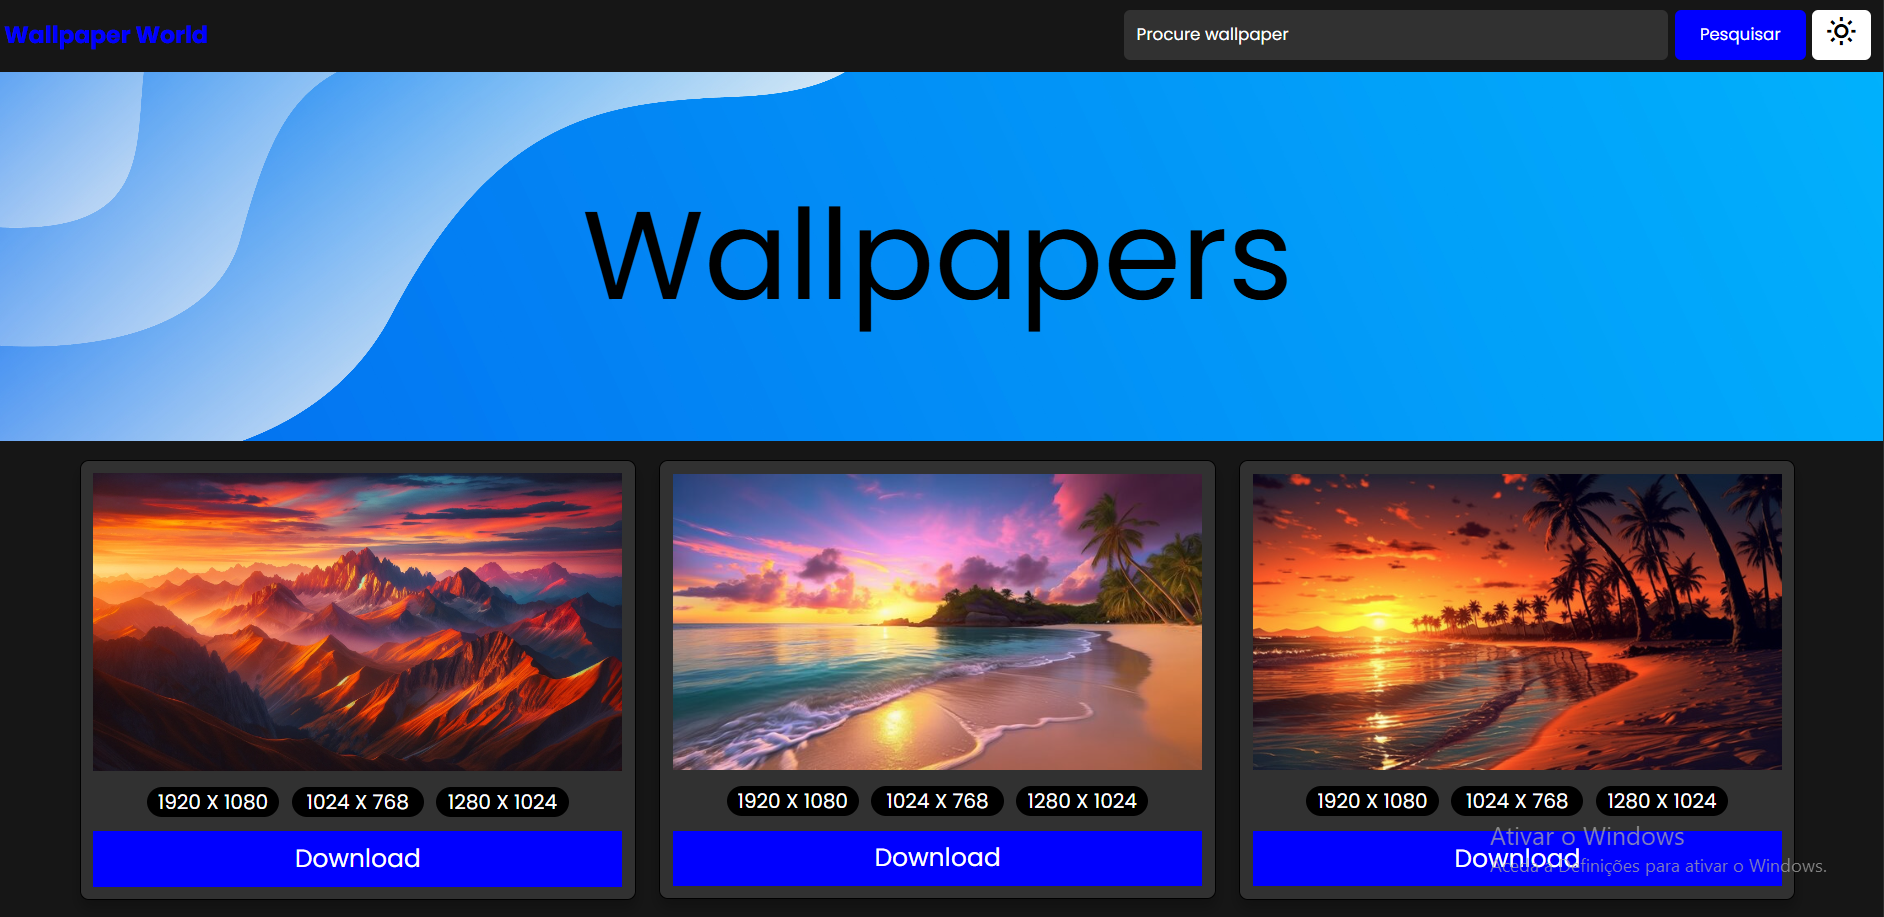 Wallpaper World
Procure wallpaper
Pesquisar
Wallpapers
1920 X 1080
1024 X 768
1280 X 1024
Download
1920 X 1080
1024 X 768
1280 X 1024
Download
1920 X 1080
1024 X 768
1280 X 1024
Download
Ativar o Windows
Aceda a Definições para ativar o Windows.